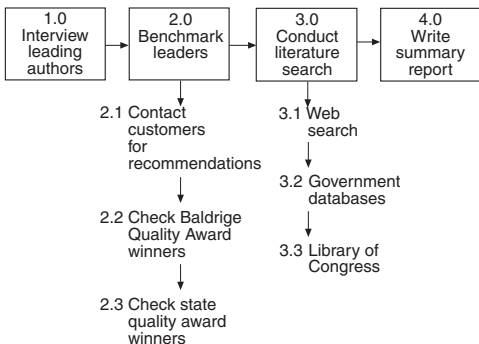 1.0
Interview
leading
authors
2.0
Benchmark
leaders
3.0
Conduct
literature
search
4.0
Write
summary
report
2.1 Contact
customers
for
recommendations
2.2 Check Baldrige
Quality Award
winners
2.3 Check state
quality award
winners
3.1 Web
search
3.2 Government
databases
3.3 Library of
Congress